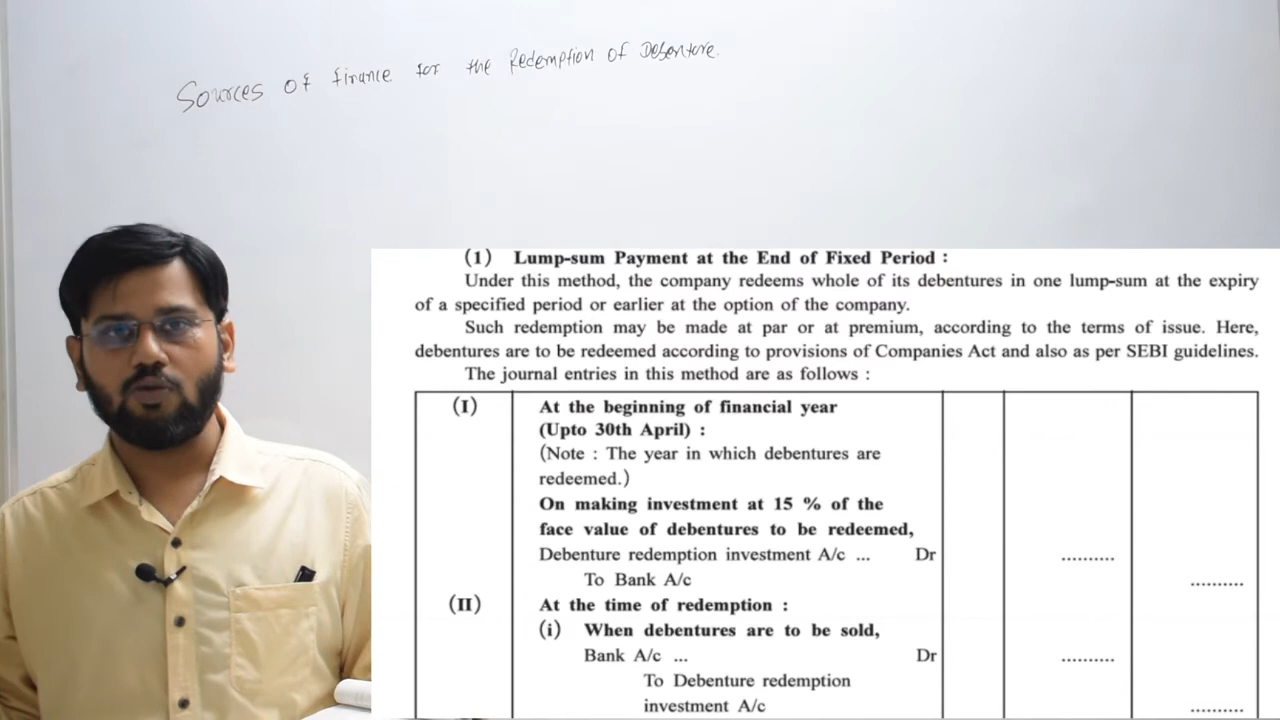 Sources of finance for the Redemption of Debenture.
(1) Lump-sum Payment at the End of Fixed Period :
Under this method, the company redeems whole of its debentures in one lump-sum at the expiry
of a specified period or earlier at the option of the company.
Such redemption may be made at par or at premium, according to the terms of issue. Here,
debentures are to be redeemed according to provisions of Companies Act and also as per SEBI guidelines.
The journal entries in this method are as follows :
(I) At the beginning of financial year
(Upto 30th April) :
(Note : The year in which debentures are
redeemed.)
On making investment at 15 % of the
face value of debentures to be redeemed,
Debenture redemption investment A/c ... Dr ..........
To Bank A/c ..........
(II) At the time of redemption :
(i) When debentures are to be sold,
Bank A/c ... Dr ..........
To Debenture redemption
investment A/c ..........